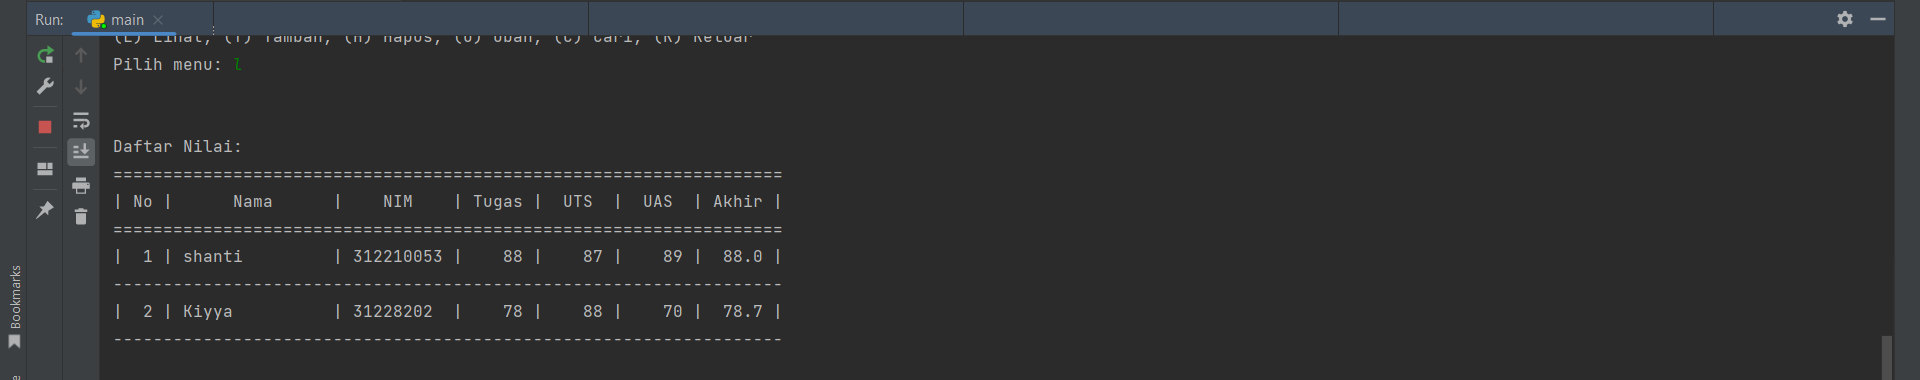 Run: main
(L) Lihat, (T) Tambah, (H) Hapus, (U) Ubah, (C) Cari, (K) Keluar
Pilih menu: l
Daftar Nilai:
===================================================================
| No |      Nama      |    NIM    | Tugas |  UTS  |  UAS  | Akhir |
===================================================================
|  1 | shanti         | 312210053 |    88 |    87 |    89 |  88.0 |
-------------------------------------------------------------------
|  2 | Kiyya          | 31228202  |    78 |    88 |    70 |  78.7 |
-------------------------------------------------------------------
Bookmarks